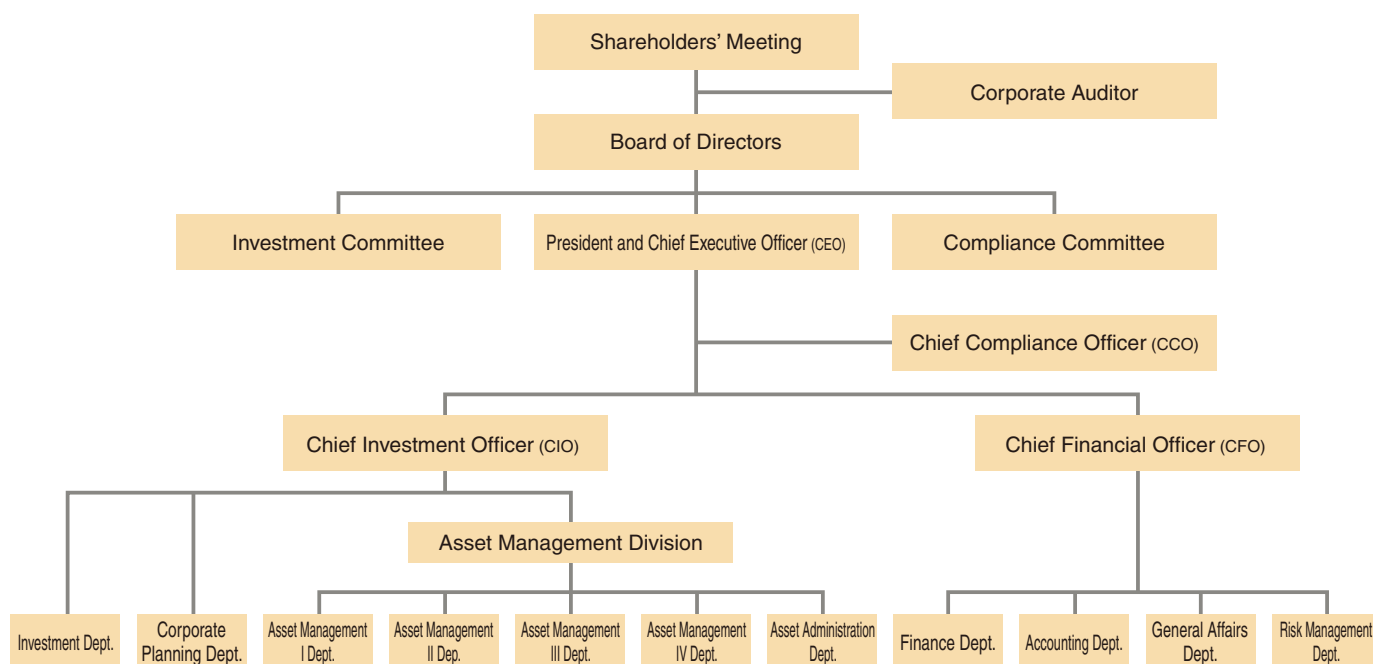 Shareholders’ Meeting
Corporate Auditor
Board of Directors
Investment Committee
President and Chief Executive Officer (CEO)
Compliance Committee
Chief Compliance Officer (CCO)
Chief Investment Officer (CIO)
Chief Financial Officer (CFO)
Asset Management Division
Investment Dept.
Corporate
Planning Dept.
Asset Management
I Dept.
Asset Management
II Dep.
Asset Management
III Dept.
Asset Management
IV Dept.
Asset Administration
Dept.
Finance Dept.
Accounting Dept.
General Affairs
Dept.
Risk Management
Dept.